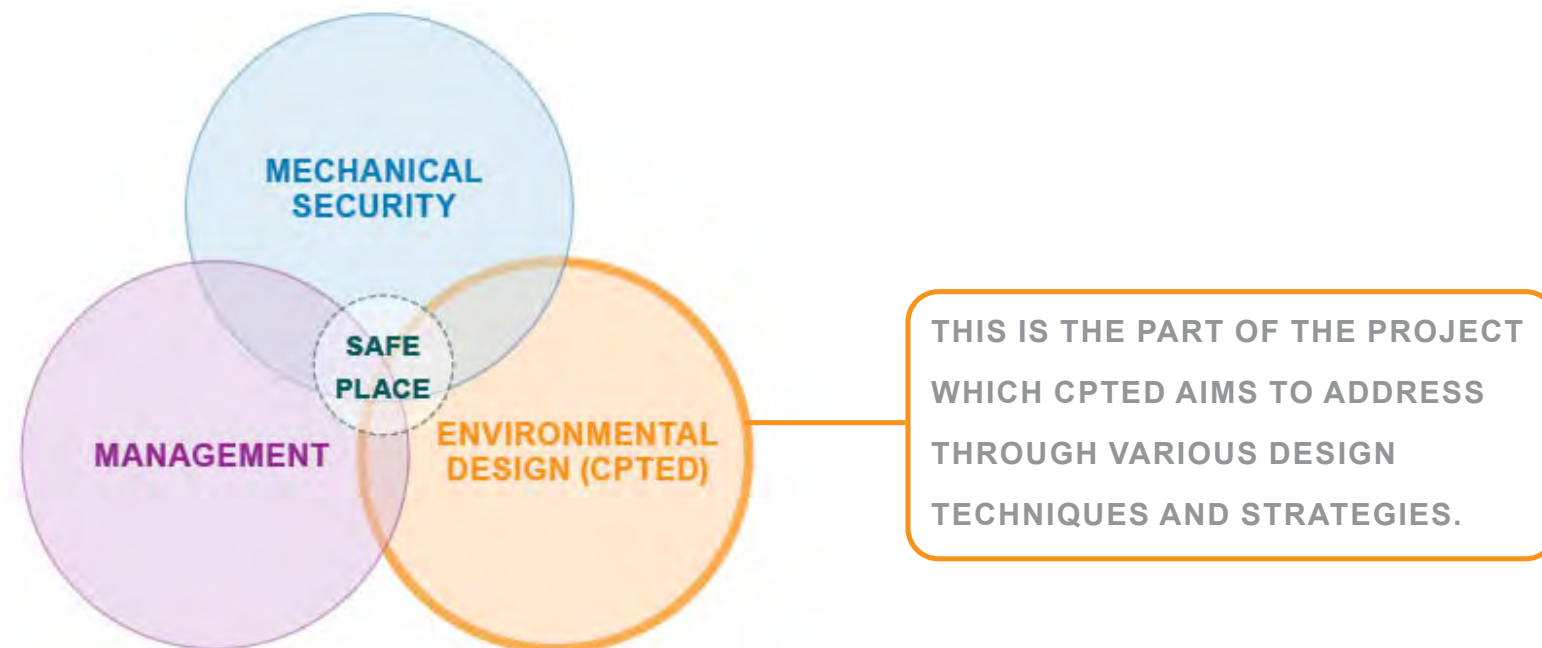 MECHANICAL
SECURITY
SAFE
PLACE
MANAGEMENT
ENVIRONMENTAL
DESIGN (CPTED)
THIS IS THE PART OF THE PROJECT
WHICH CPTED AIMS TO ADDRESS
THROUGH VARIOUS DESIGN
TECHNIQUES AND STRATEGIES.